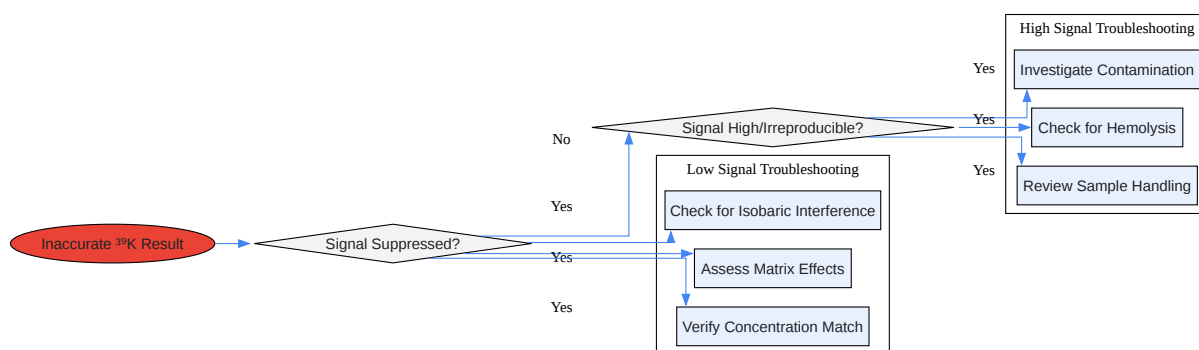 High Signal Troubleshooting
Yes
Investigate Contamination
Yes
Signal High/Irreproducible?
Check for Hemolysis
No
Low Signal Troubleshooting
Yes
Review Sample Handling
Yes
Check for Isobaric Interference
Inaccurate ³⁹K Result
Signal Suppressed?
Yes
Assess Matrix Effects
Yes
Verify Concentration Match